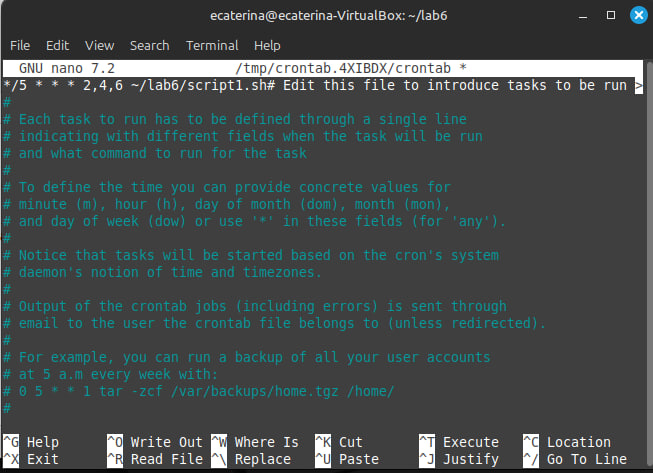 ecaterina@ecaterina-VirtualBox: ~/lab6
File Edit View Search Terminal Help
GNU nano 7.2 /tmp/crontab.4XIBDX/crontab *
*/5 * * * 2,4,6 ~/lab6/script1.sh# Edit this file to introduce tasks to be run >
#
# Each task to run has to be defined through a single line
# indicating with different fields when the task will be run
# and what command to run for the task
#
# To define the time you can provide concrete values for
# minute (m), hour (h), day of month (dom), month (mon),
# and day of week (dow) or use '*' in these fields (for 'any').
#
# Notice that tasks will be started based on the cron's system
# daemon's notion of time and timezones.
#
# Output of the crontab jobs (including errors) is sent through
# email to the user the crontab file belongs to (unless redirected).
#
# For example, you can run a backup of all your user accounts
# at 5 a.m every week with:
# 0 5 * * 1 tar -zcf /var/backups/home.tgz /home/
#
^G Help ^O Write Out ^W Where Is ^K Cut ^T Execute ^C Location
^X Exit ^R Read File ^\ Replace ^U Paste ^J Justify ^/ Go To Line